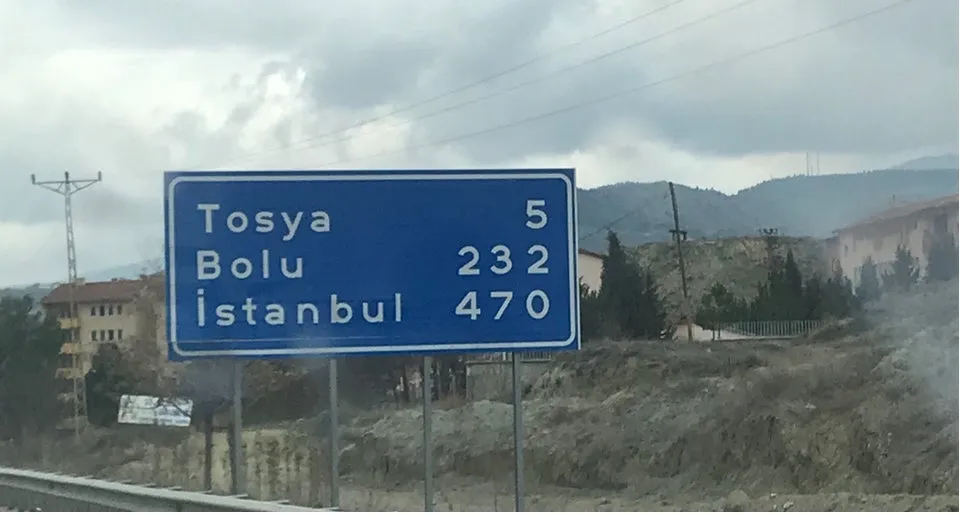 Tosya 5
Bolu 232
İstanbul 470